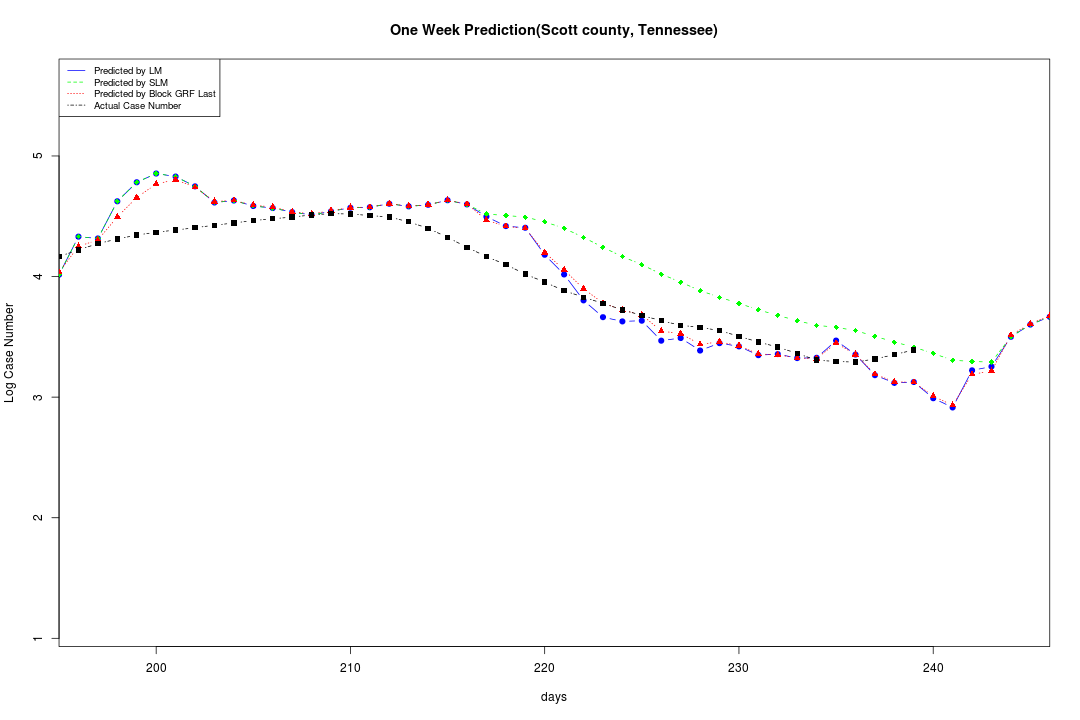 One Week Prediction(Scott county, Tennessee)
Predicted by LM
Predicted by SLM
Predicted by Block GRF Last
Actual Case Number
5
4
3
2
1
Log Case Number
200 210 220 230 240
days